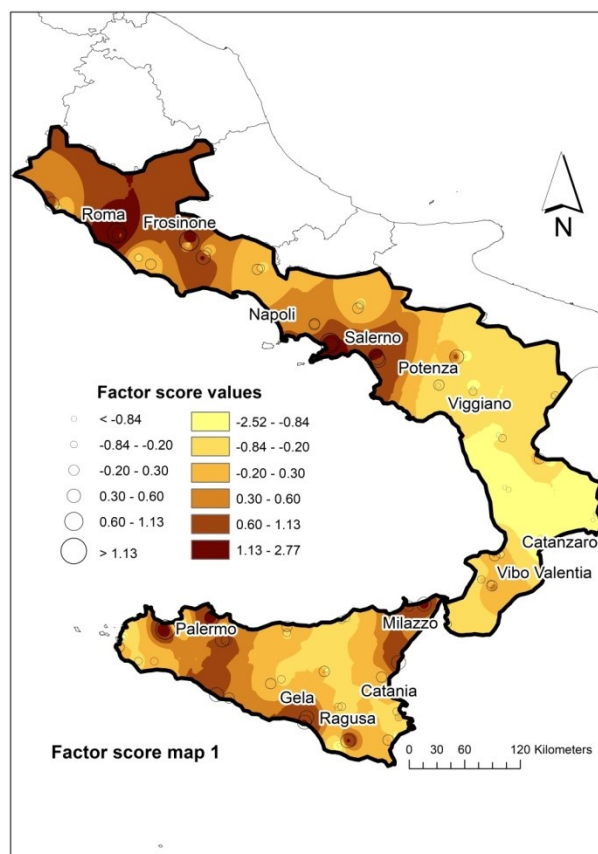 Roma
Frosinone
N
Napoli
Salerno
Potenza
Viggiano
Factor score values
< -0.84
-2.52 - -0.84
-0.84 - -0.20
-0.84 - -0.20
-0.20 - 0.30
-0.20 - 0.30
0.30 - 0.60
0.30 - 0.60
0.60 - 1.13
0.60 - 1.13
> 1.13
1.13 - 2.77
Catanzaro
Vibo Valentia
Palermo
Milazzo
Gela
Catania
Ragusa
Factor score map 1
0 30 60 120 Kilometers